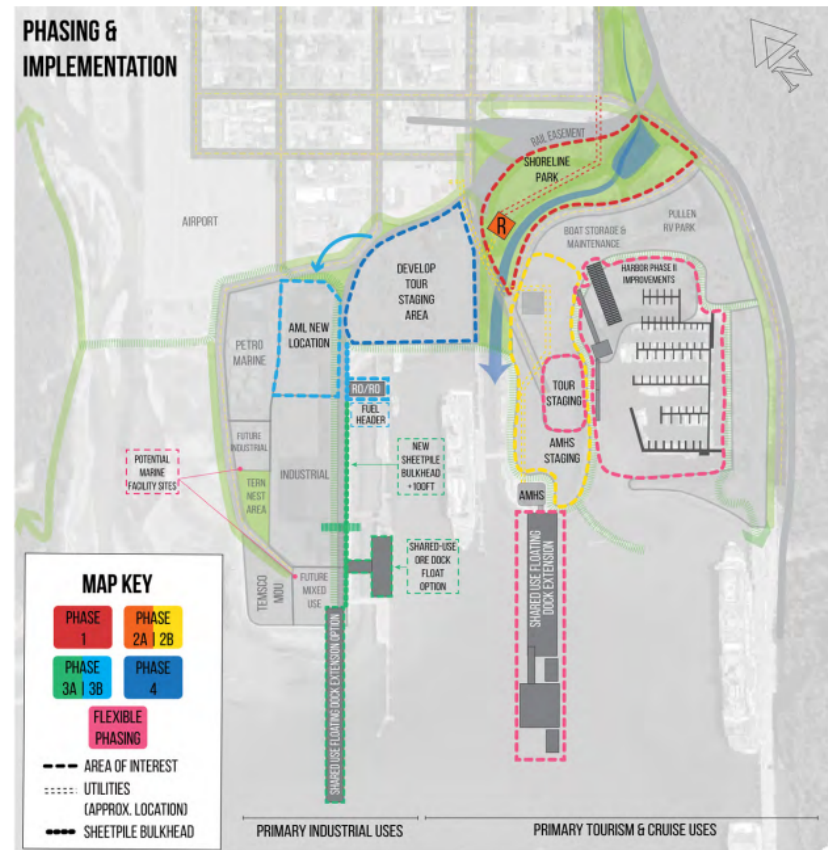 PHASING &
IMPLEMENTATION
N
RAIL EASEMENT
SHORELINE
PARK
R
AIRPORT
PULLEN
RV PARK
BOAT STORAGE &
MAINTENANCE
DEVELOP
TOUR
STAGING
AREA
HARBOR PHASE II
IMPROVEMENTS
AML NEW
LOCATION
PETRO
MARINE
RO/RO
FUEL
HEADER
TOUR
STAGING
AMHS
STAGING
FUTURE
INDUSTRIAL
POTENTIAL
MARINE
FACILITY SITES
TERN
NEST
AREA
INDUSTRIAL
NEW
SHEETPILE
BULKHEAD
+100FT
AMHS
SHARED-USE
ORE DOCK
FLOAT
OPTION
TEMSCO
MOU
FUTURE
MIXED
USE
SHARED USE FLOATING DOCK EXTENSION OPTION
SHARED USE FLOATING
DOCK EXTENSION
MAP KEY
PHASE
1
PHASE
2A | 2B
PHASE
3A | 3B
PHASE
4
FLEXIBLE
PHASING
AREA OF INTEREST
UTILITIES
(APPROX. LOCATION)
SHEETPILE BULKHEAD
PRIMARY INDUSTRIAL USES
PRIMARY TOURISM & CRUISE USES